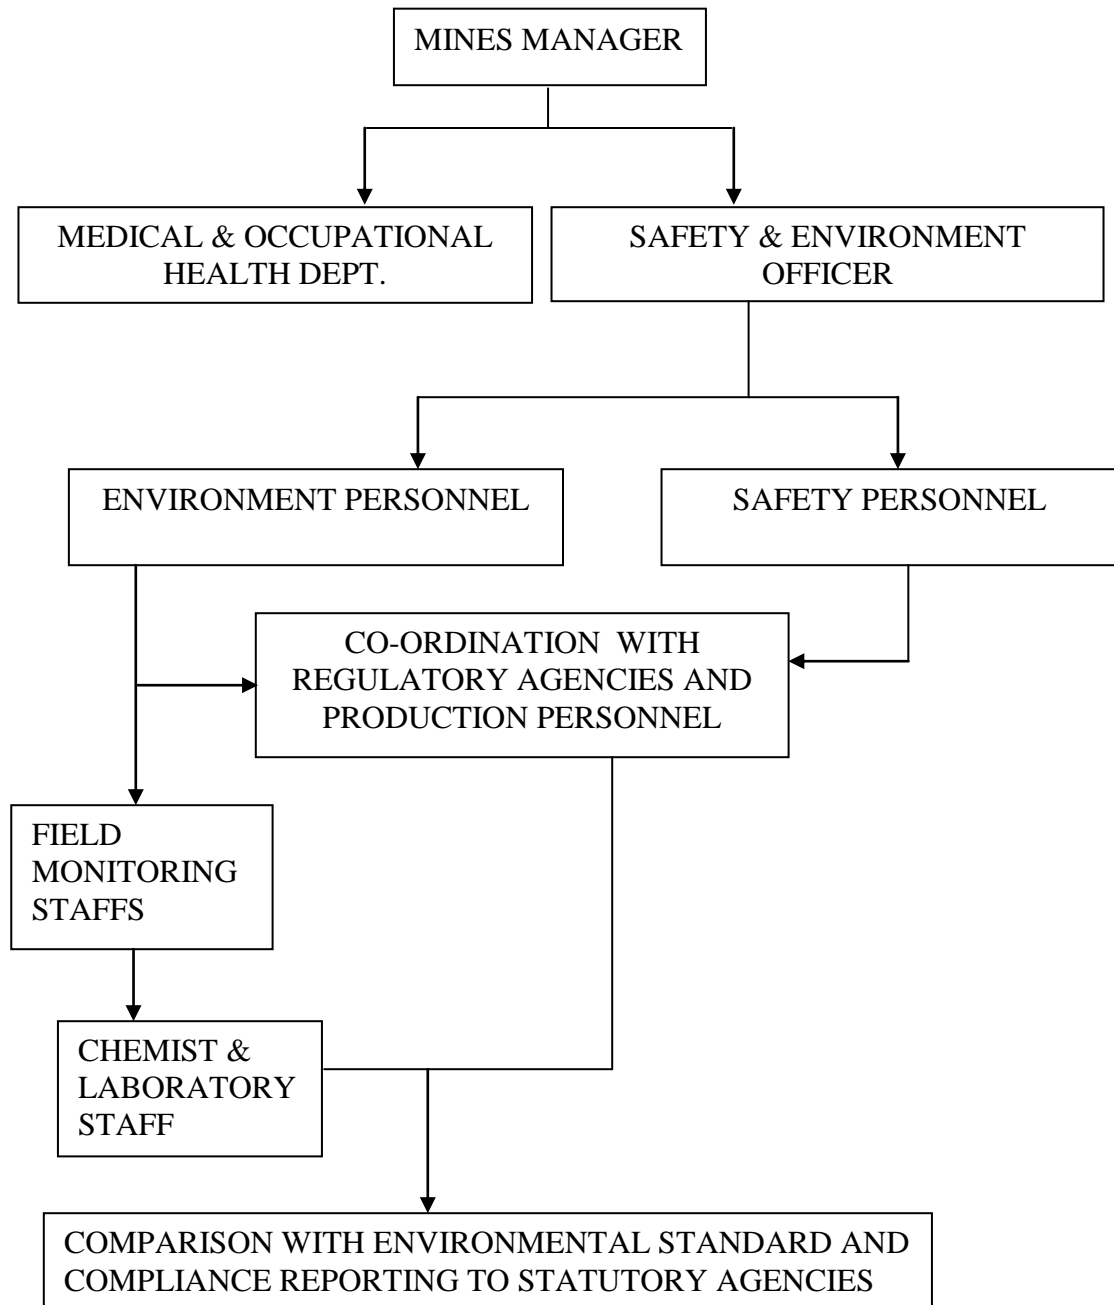 MINES MANAGER
MEDICAL & OCCUPATIONAL
HEALTH DEPT.
SAFETY & ENVIRONMENT
OFFICER
ENVIRONMENT PERSONNEL
SAFETY PERSONNEL
CO-ORDINATION WITH
REGULATORY AGENCIES AND
PRODUCTION PERSONNEL
FIELD
MONITORING
STAFFS
CHEMIST &
LABORATORY
STAFF
COMPARISON WITH ENVIRONMENTAL STANDARD AND
COMPLIANCE REPORTING TO STATUTORY AGENCIES